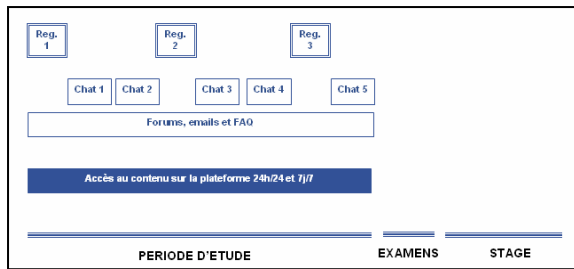 Reg.
1
Reg.
2
Reg.
3
Chat 1
Chat 2
Chat 3
Chat 4
Chat 5
Forums, emails et FAQ
Accès au contenu sur la plateforme 24h/24 et 7j/7
PERIODE D'ETUDE
EXAMENS
STAGE